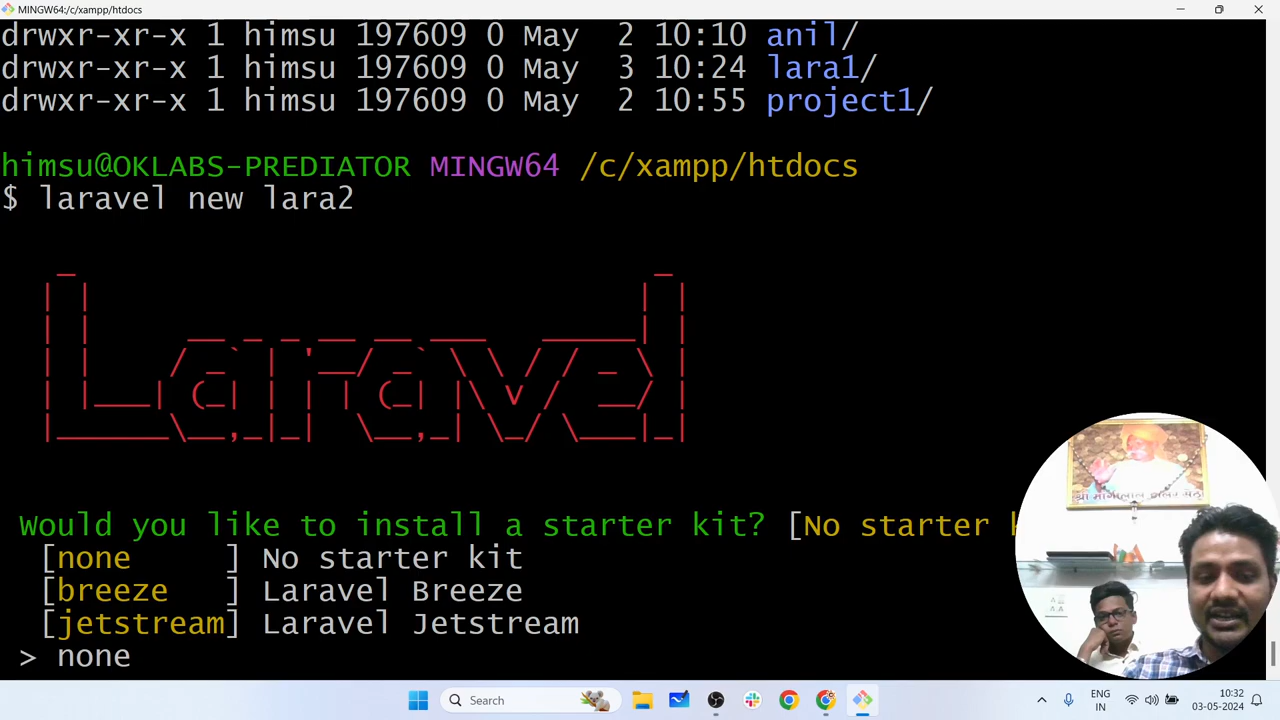 MINGW64:/c/xampp/htdocs
drwxr-xr-x 1 himsu 197609 0 May  2 10:10 anil/
drwxr-xr-x 1 himsu 197609 0 May  3 10:24 lara1/
drwxr-xr-x 1 himsu 197609 0 May  2 10:55 project1/
himsu@OKLABS-PREDIATOR MINGW64 /c/xampp/htdocs
$ laravel new lara2
Laravel
Would you like to install a starter kit? [No starter
[none     ] No starter kit
[breeze   ] Laravel Breeze
[jetstream] Laravel Jetstream
> none
Search
ENG
IN
10:32
03-05-2024